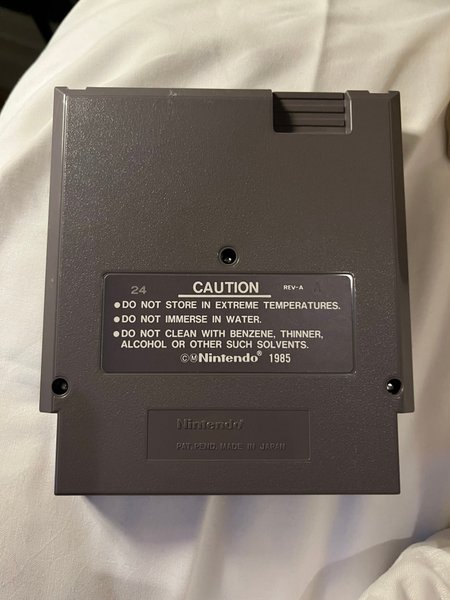 24 CAUTION REV-A A
● DO NOT STORE IN EXTREME TEMPERATURES.
● DO NOT IMMERSE IN WATER.
● DO NOT CLEAN WITH BENZENE, THINNER,
ALCOHOL OR OTHER SUCH SOLVENTS.
©Ⓜ Nintendo® 1985
Nintendo®
PAT. PEND. MADE IN JAPAN